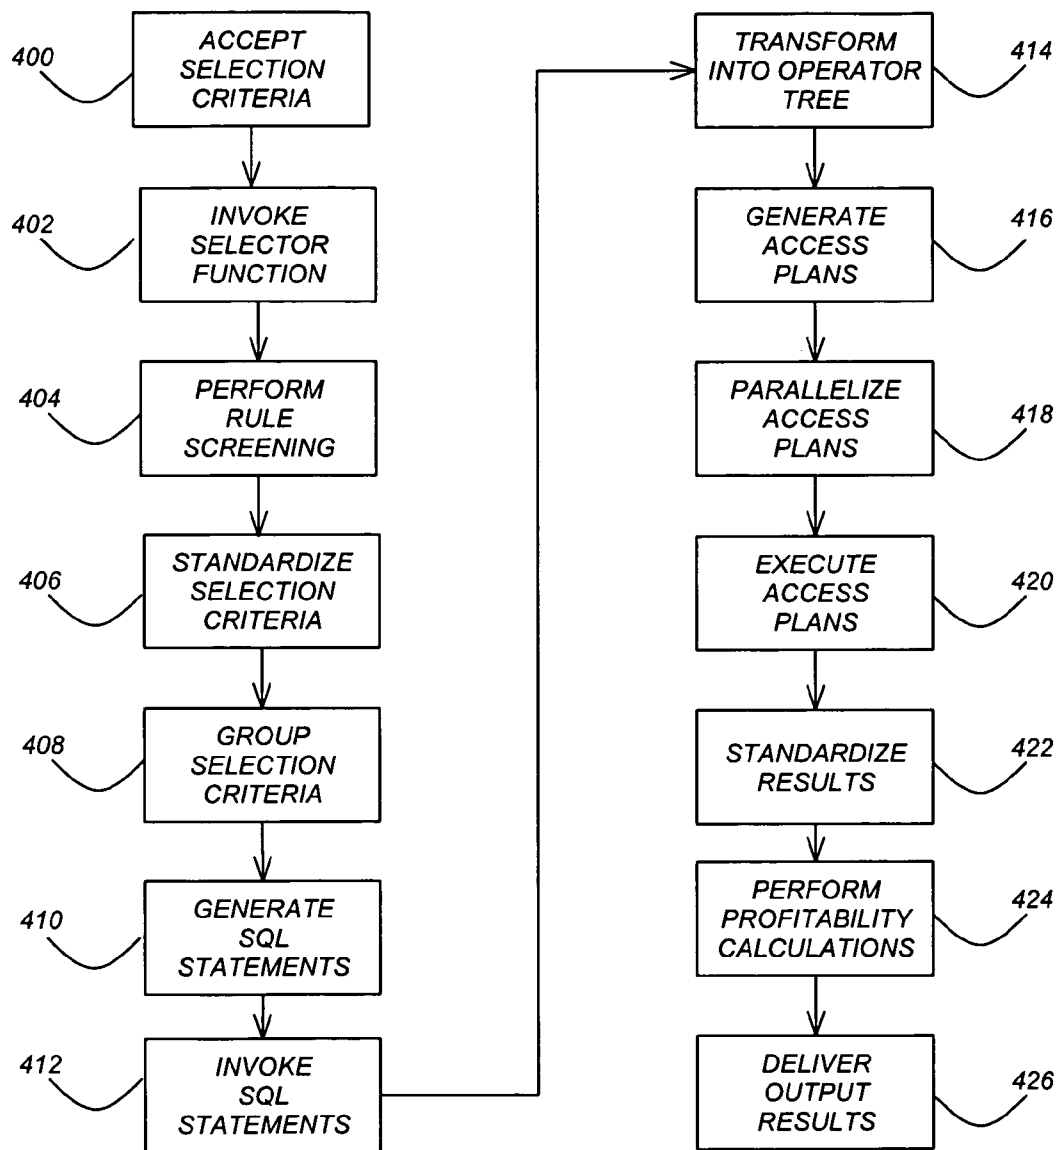 400
ACCEPT
SELECTION
CRITERIA
402
INVOKE
SELECTOR
FUNCTION
404
PERFORM
RULE
SCREENING
406
STANDARDIZE
SELECTION
CRITERIA
408
GROUP
SELECTION
CRITERIA
410
GENERATE
SQL
STATEMENTS
412
INVOKE
SQL
STATEMENTS
TRANSFORM
INTO OPERATOR
TREE
414
GENERATE
ACCESS
PLANS
416
PARALLELIZE
ACCESS
PLANS
418
EXECUTE
ACCESS
PLANS
420
STANDARDIZE
RESULTS
422
PERFORM
PROFITABILITY
CALCULATIONS
424
DELIVER
OUTPUT
RESULTS
426